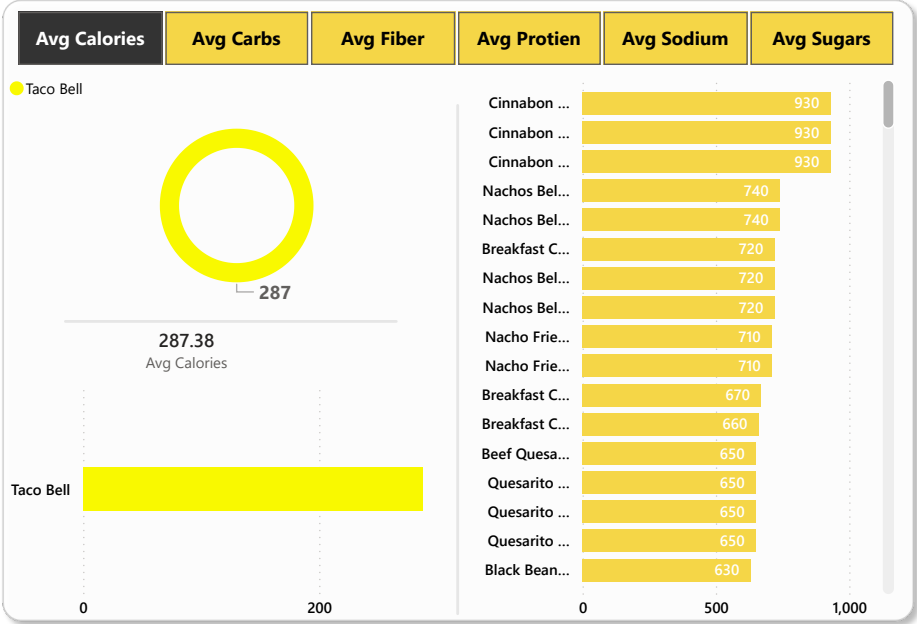 Avg Calories
Avg Carbs
Avg Fiber
Avg Protien
Avg Sodium
Avg Sugars
Taco Bell
287
287.38
Avg Calories
Taco Bell
0
200
Cinnabon ...
930
Cinnabon ...
930
Cinnabon ...
930
Nachos Bel...
740
Nachos Bel...
740
Breakfast C...
720
Nachos Bel...
720
Nachos Bel...
720
Nacho Frie...
710
Nacho Frie...
710
Breakfast C...
670
Breakfast C...
660
Beef Quesa...
650
Quesarito ...
650
Quesarito ...
650
Quesarito ...
650
Black Bean...
630
0
500
1,000